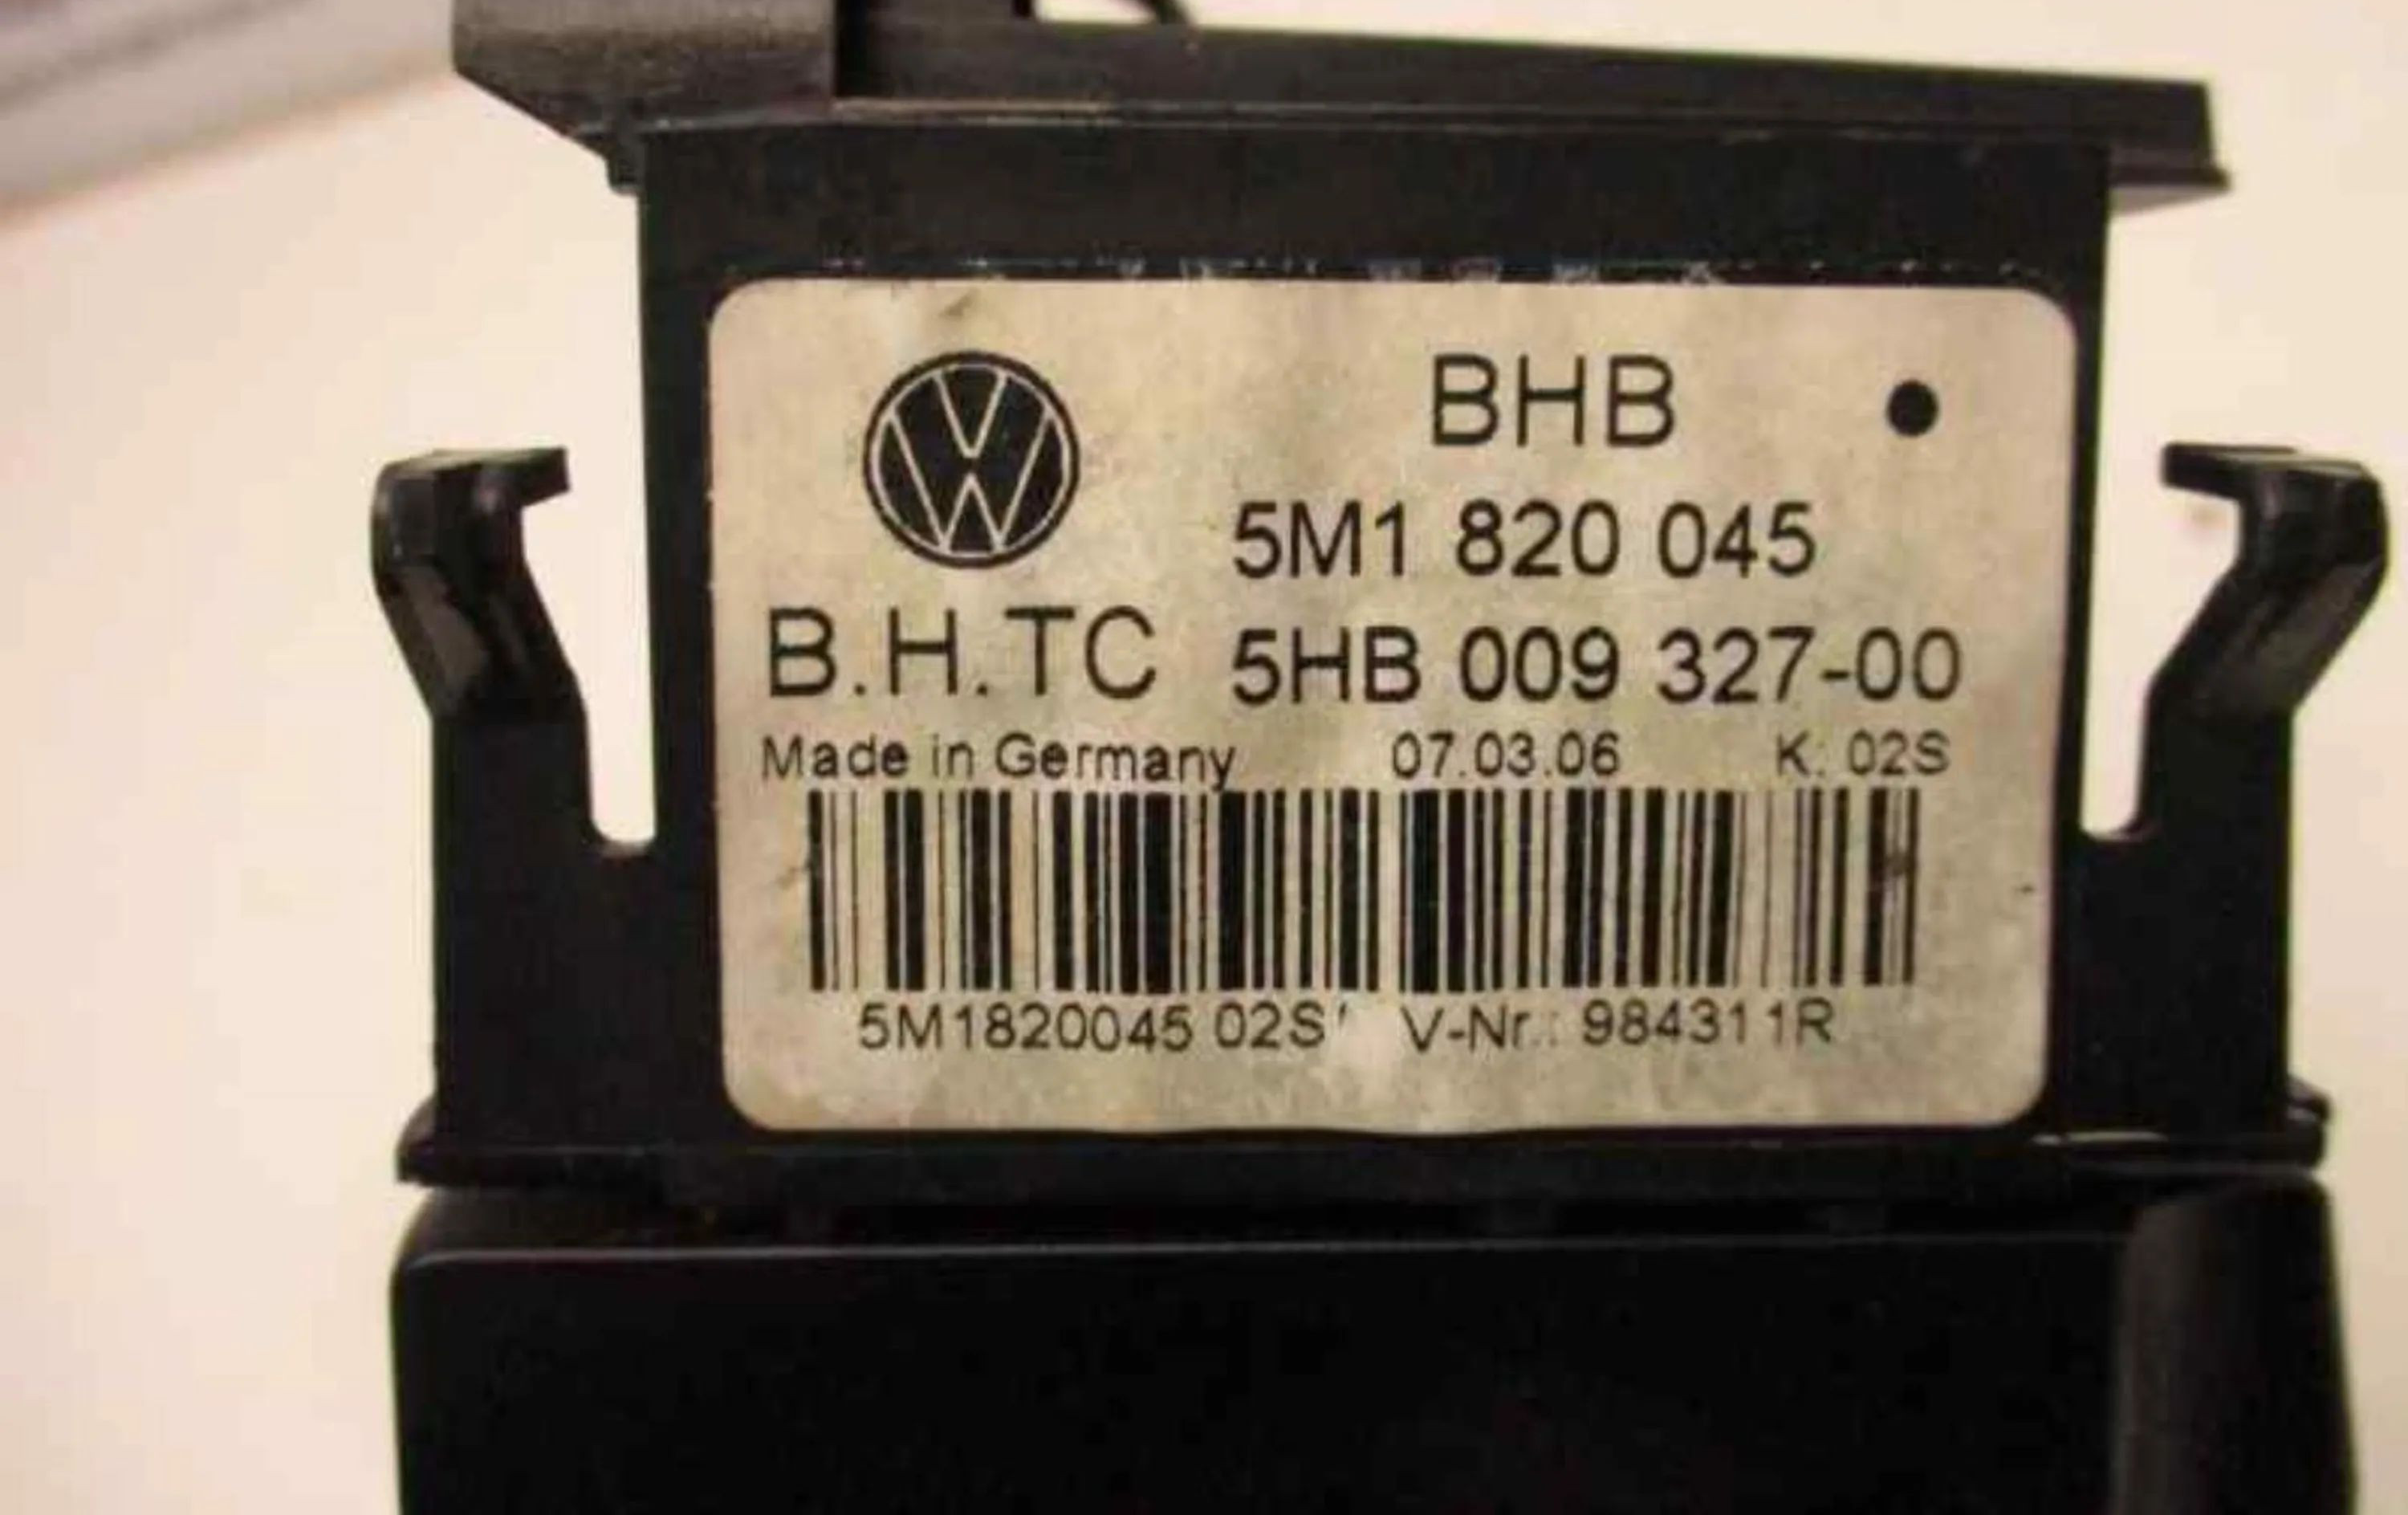 BHB
5M1 820 045
B.H.TC 5HB 009 327-00
Made in Germany 07.03.06 K: 02S
5M1820045 02S' V-Nr.: 984311R